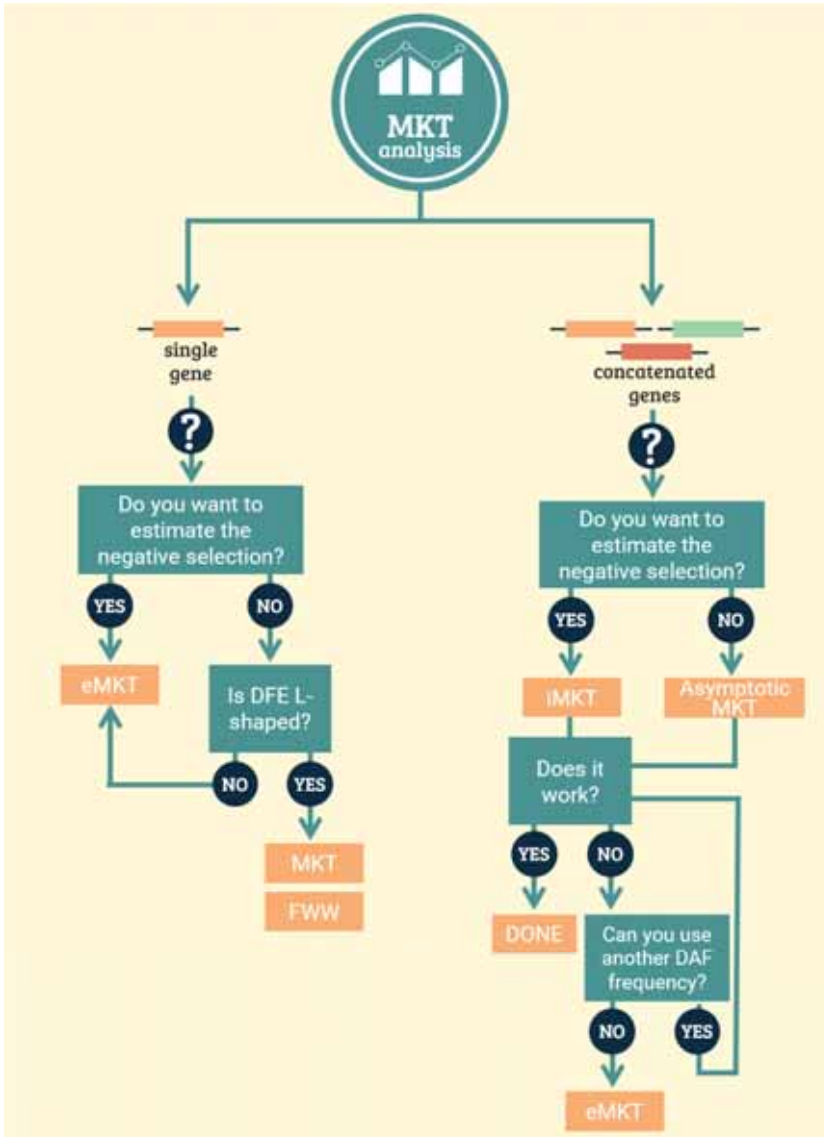 MKT
analysis
single
gene
?
Do you want to
estimate the
negative selection?
YES
NO
eMKT
Is DFE L-
shaped?
NO
YES
MKT
FWW
concatenated
genes
?
Do you want to
estimate the
negative selection?
YES
NO
iMKT
Asymptotic
MKT
Does it
work?
YES
NO
DONE
Can you use
another DAF
frequency?
NO
YES
eMKT